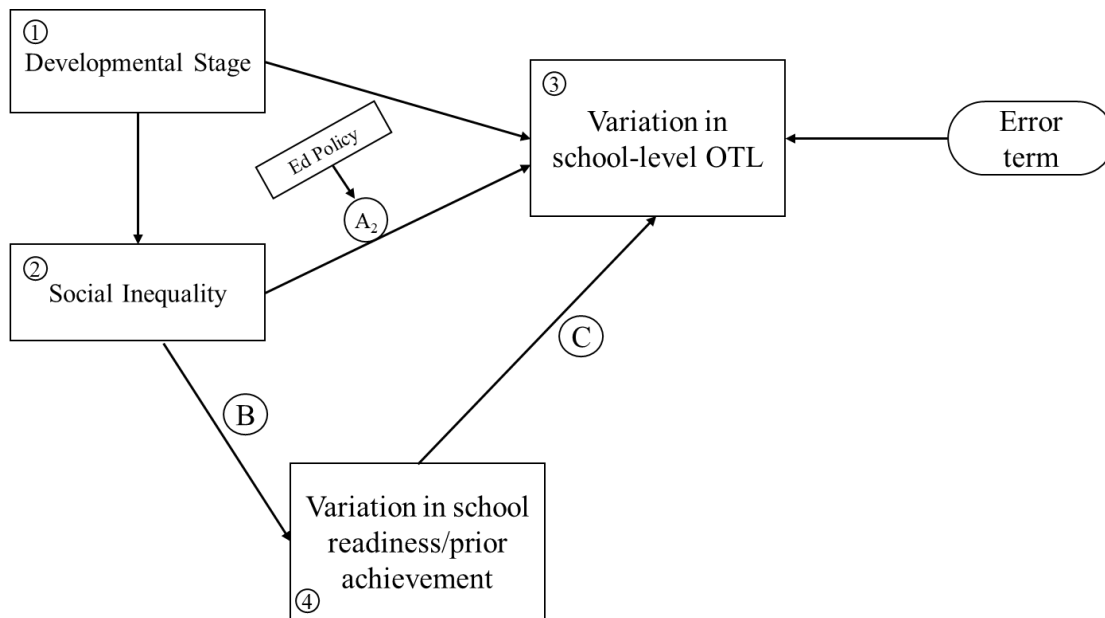 ①
Developmental Stage
Ed Policy
A₂
②
Social Inequality
③
Variation in
school-level OTL
Error
term
B
C
Variation in school
readiness/prior
achievement
④